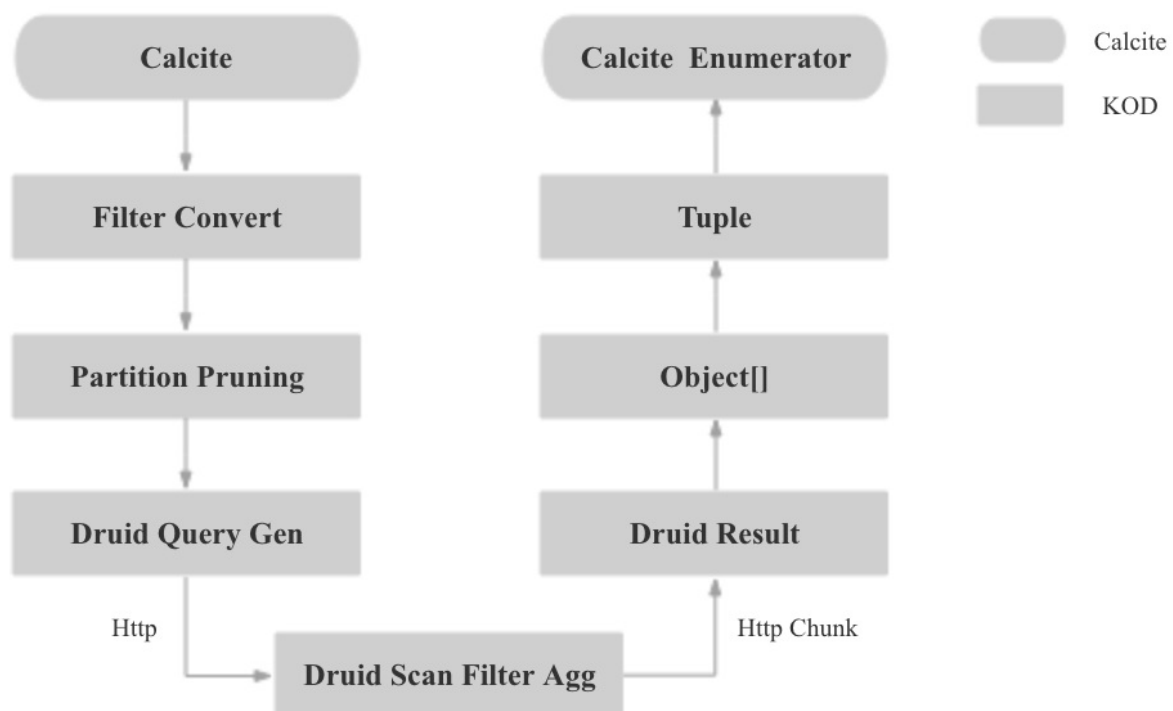 Calcite
Calcite Enumerator
Calcite
KOD
Filter Convert
Tuple
Partition Pruning
Object[]
Druid Query Gen
Druid Result
Http
Http Chunk
Druid Scan Filter Agg